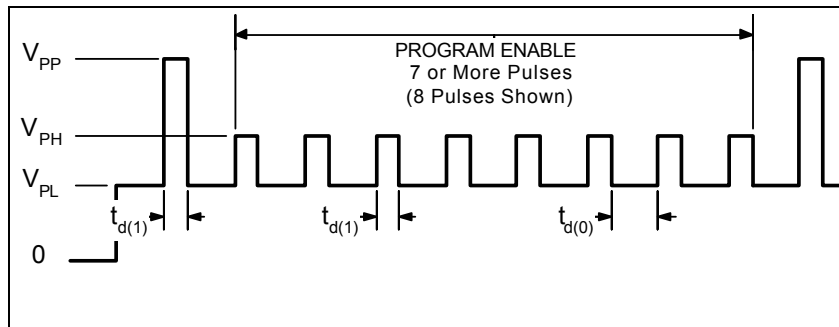 PROGRAM ENABLE
7 or More Pulses
(8 Pulses Shown)
V_PP
V_PH
V_PL
t_d(1)
t_d(1)
t_d(0)
0